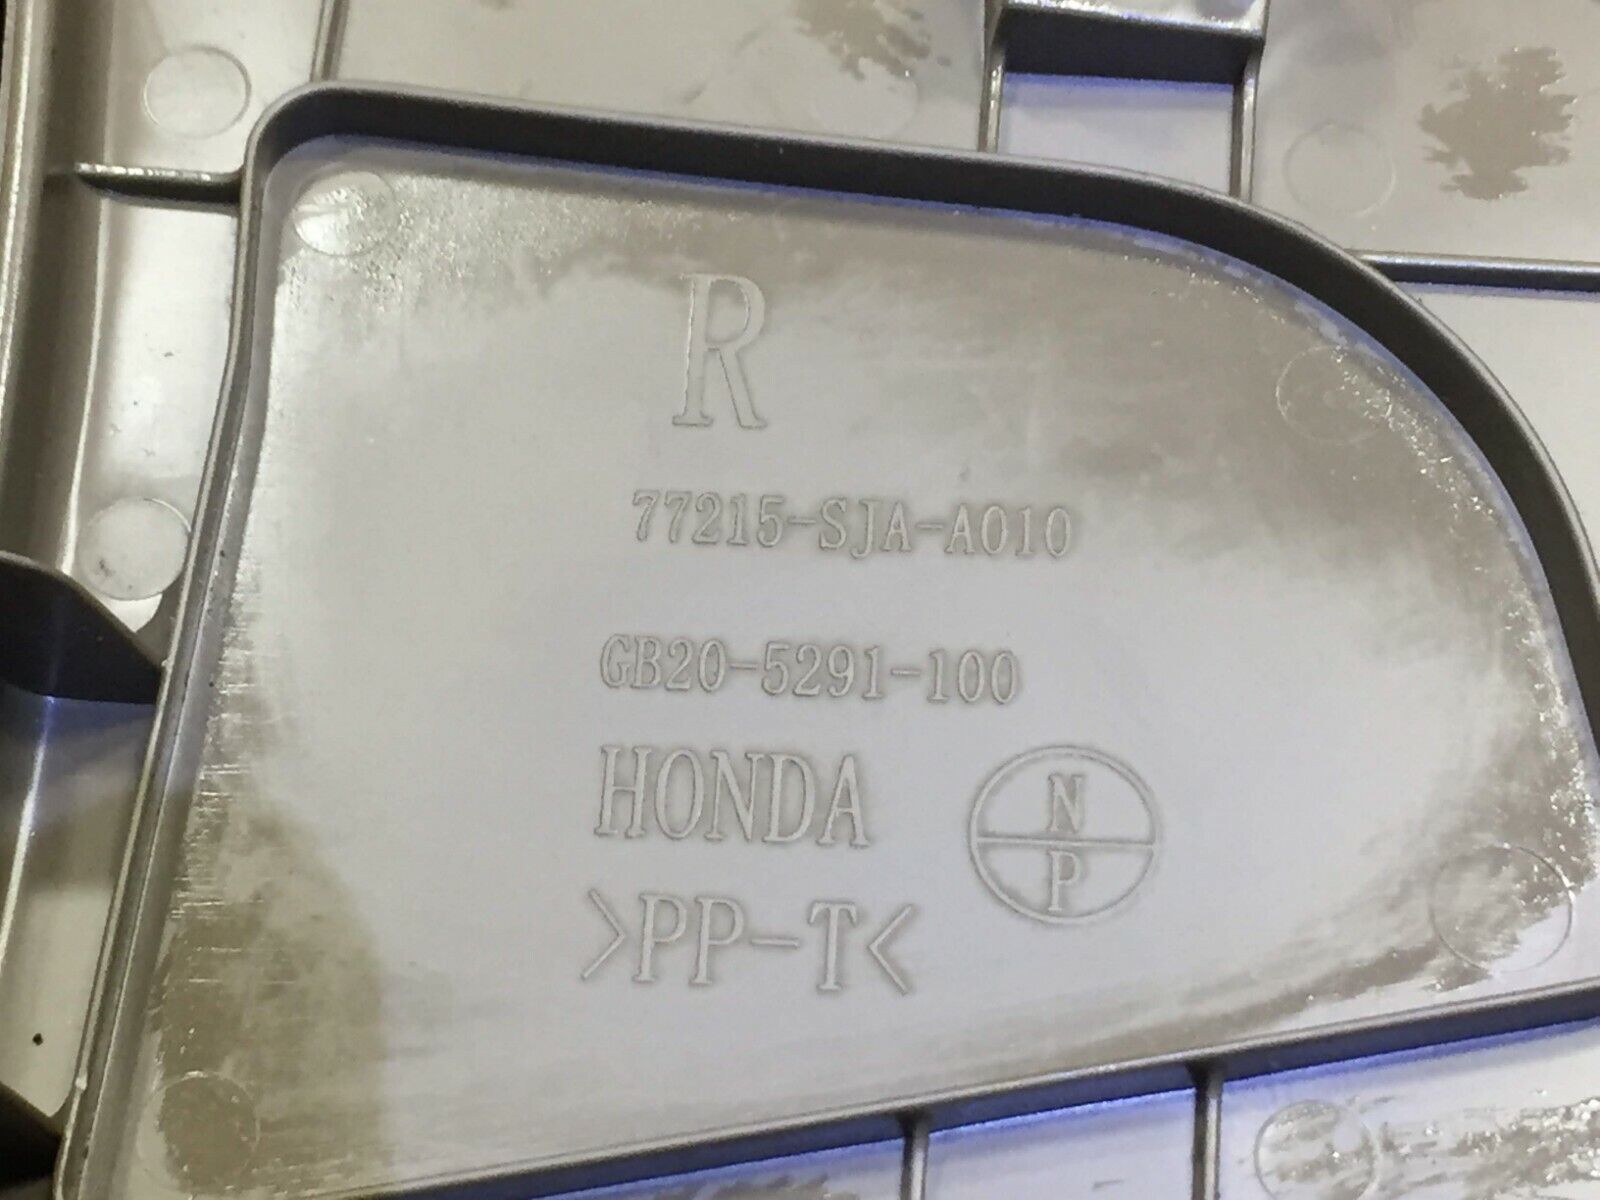 R
77215-SJA-A010
GB20-5291-100
HONDA
N
P
>PP-T<